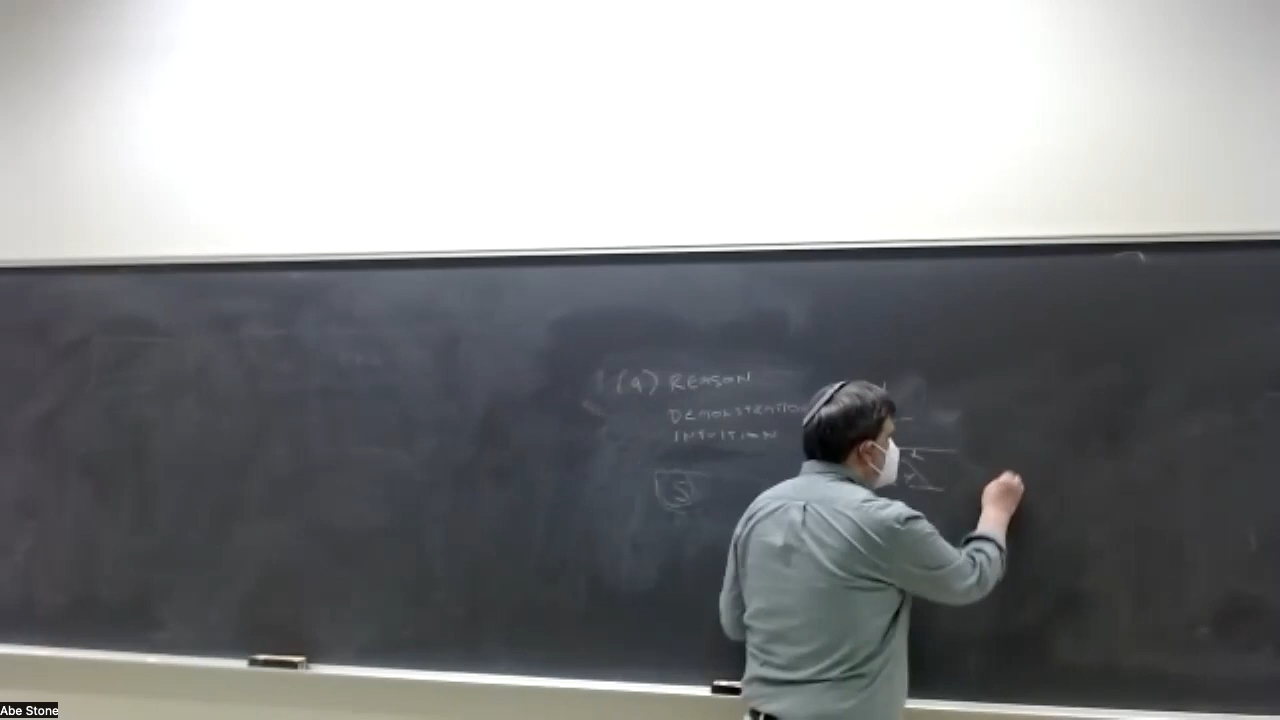 (a) REASON
DEMONSTRATION
INTUITION
S
Abe Stone